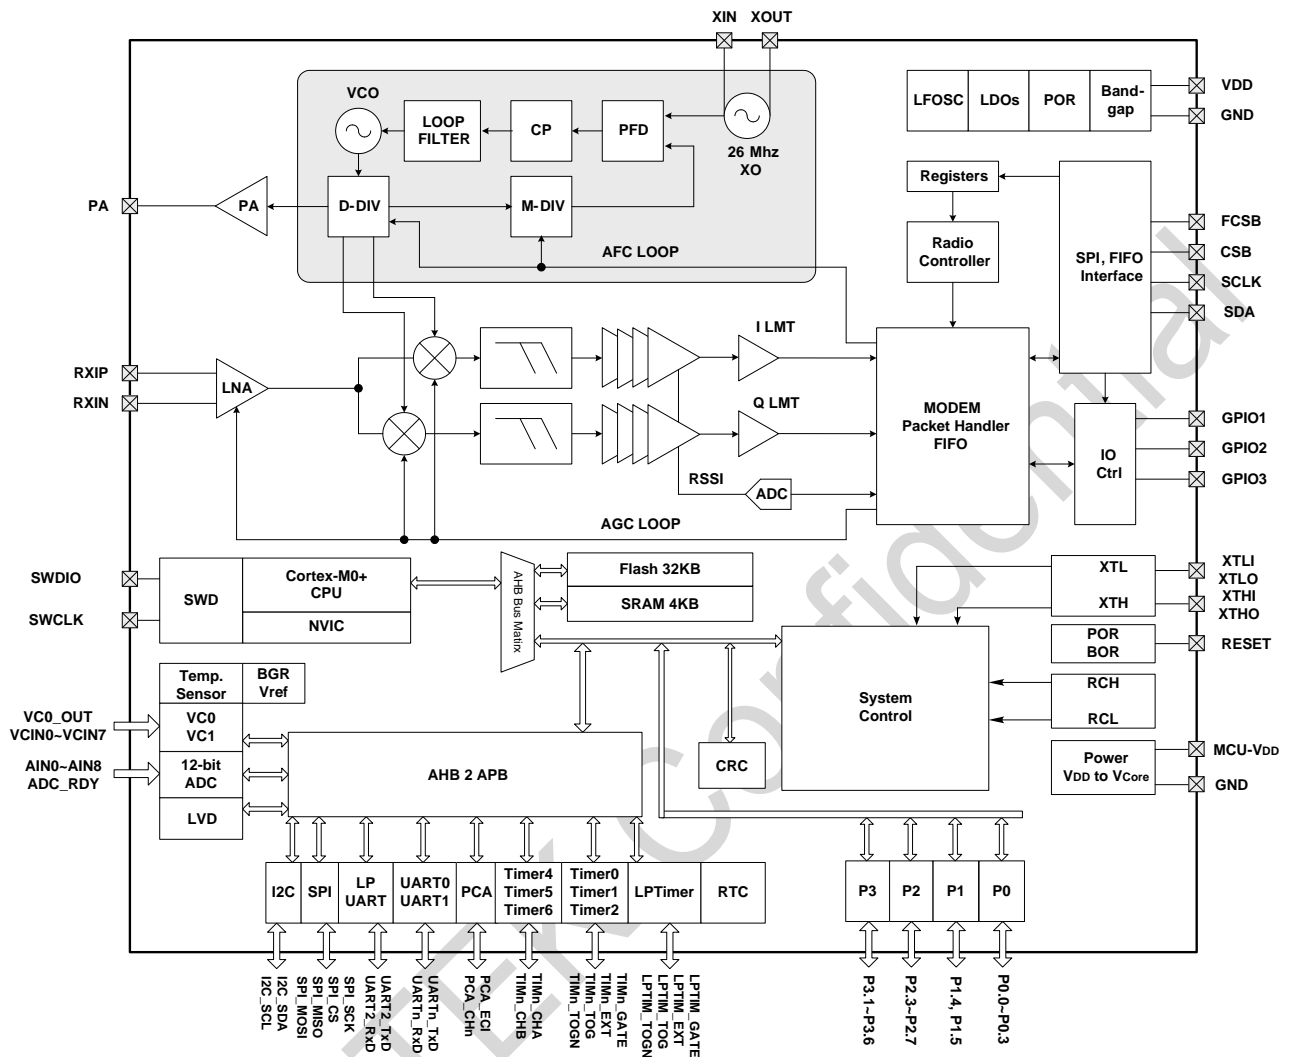 XIN XOUT
VCO
LOOP
FILTER
CP
PFD
26 Mhz
XO
LFOSC
LDOs
POR
Band-
gap
VDD
GND
PA
PA
D-DIV
M-DIV
AFC LOOP
Registers
Radio
Controller
SPI, FIFO
Interface
FCSB
CSB
SCLK
SDA
RXIP
RXIN
LNA
I LMT
Q LMT
RSSI
ADC
AGC LOOP
MODEM
Packet Handler
FIFO
IO
Ctrl
GPIO1
GPIO2
GPIO3
SWDIO
SWCLK
SWD
Cortex-M0+
CPU
NVIC
AHB Bus Matirx
Flash 32KB
SRAM 4KB
XTL
XTH
XTLI
XTLO
XTHI
XTHO
POR
BOR
RESET
Temp.
Sensor
BGR
Vref
VC0_OUT
VCIN0~VCIN7
VC0
VC1
AIN0~AIN8
ADC_RDY
12-bit
ADC
LVD
AHB 2 APB
CRC
System
Control
RCH
RCL
Power
VDD to VCore
MCU-VDD
GND
I2C
SPI
LP
UART
UART0
UART1
PCA
Timer4
Timer5
Timer6
Timer0
Timer1
Timer2
LPTimer
RTC
P3
P2
P1
P0
I2C_SDA
I2C_SCL
SPI_SCK
SPI_CS
SPI_MISO
SPI_MOSI
UART2_TxD
UART2_RxD
UARTn_TxD
UARTn_RxD
PCA_ECI
PCA_CHn
TIMn_CHA
TIMn_CHB
TIMn_GATE
TIMn_EXT
TIMn_TOG
TIMn_TOGN
LPTIM_GATE
LPTIM_EXT
LPTIM_TOG
LPTIM_TOGN
P3.1~P3.6
P2.3~P2.7
P1.4, P1.5
P0.0~P0.3
TEK Confidential